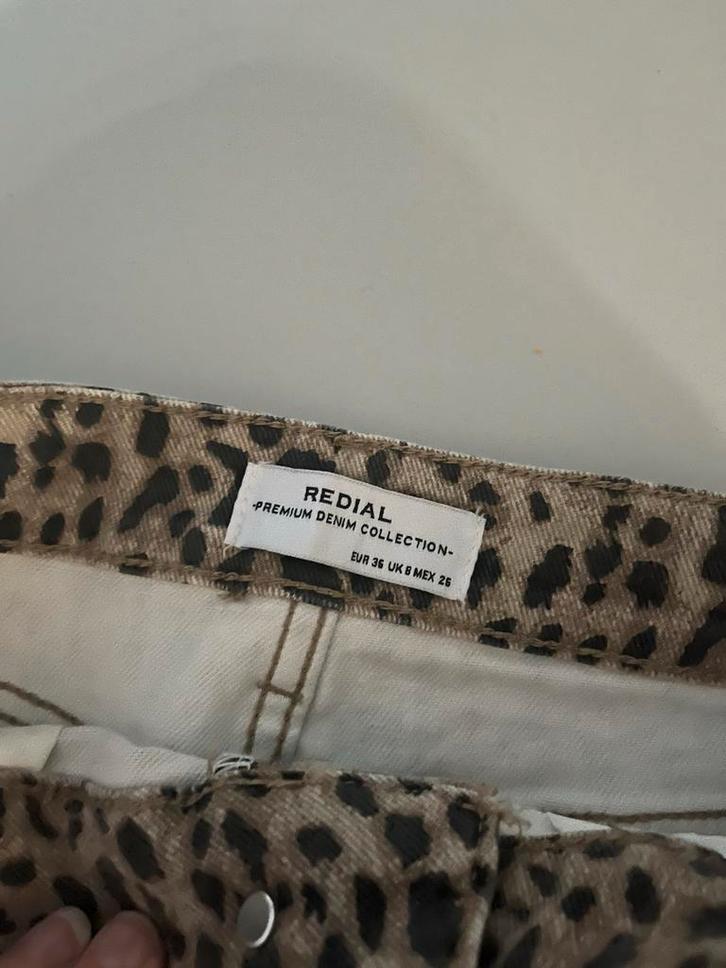 REDIAL
-PREMIUM DENIM COLLECTION-
EUR 36 UK 8 MEX 26